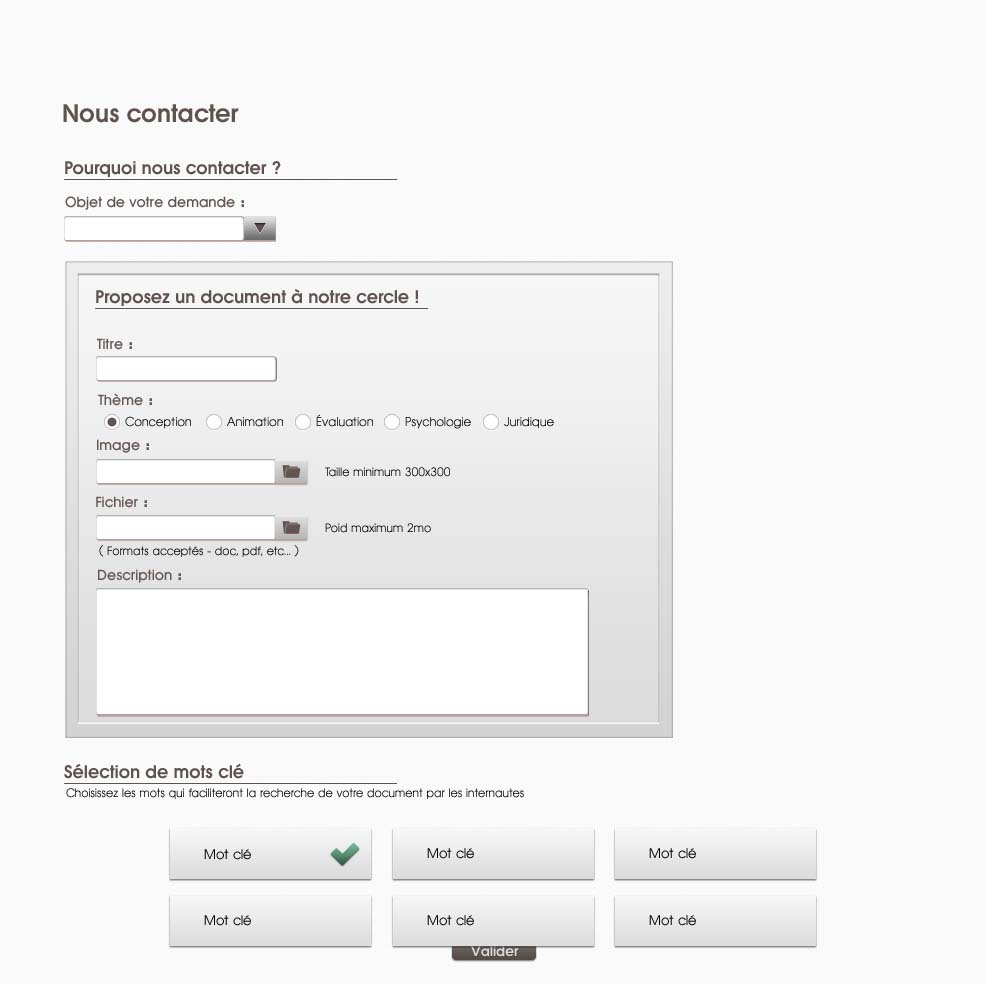 Nous contacter
Pourquoi nous contacter ?
Objet de votre demande :
Proposez un document à notre cercle !
Titre :
Thème :
Conception Animation Évaluation Psychologie Juridique
Image :
Taille minimum 300x300
Fichier :
Poid maximum 2mo
( Formats acceptés - doc, pdf, etc... )
Description :
Sélection de mots clé
Choisissez les mots qui faciliteront la recherche de votre document par les internautes
Mot clé Mot clé Mot clé
Mot clé Mot clé Mot clé
Valider